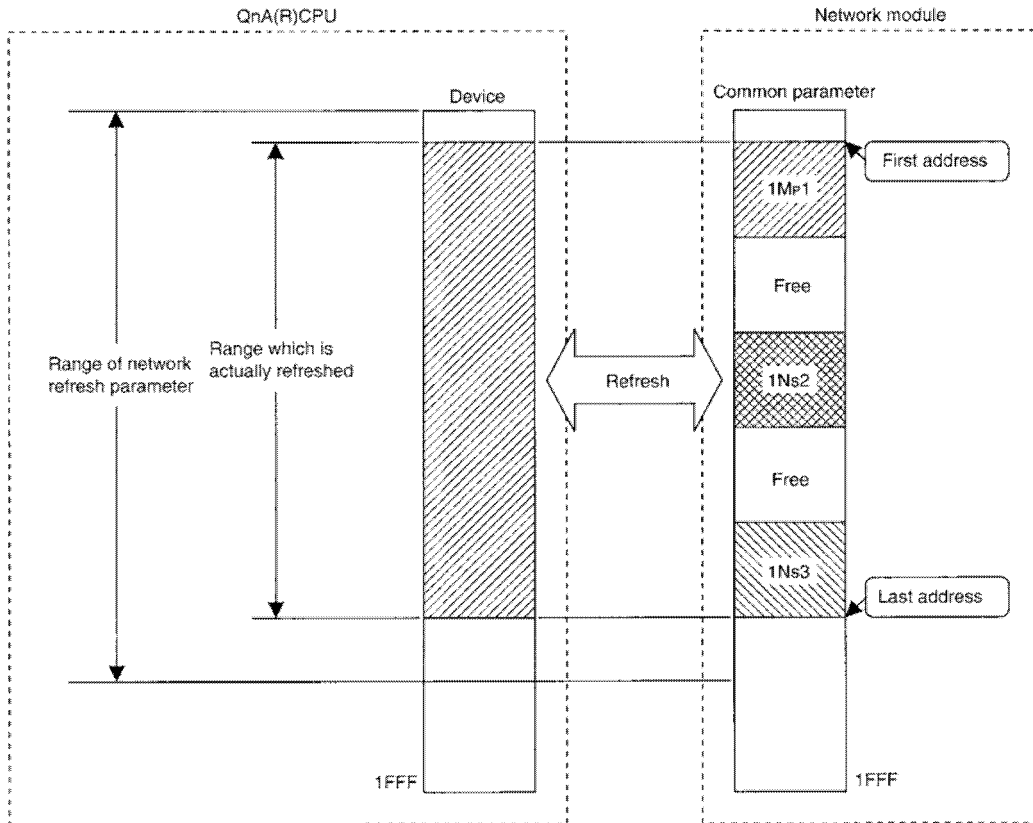 QnA(R)CPU
Network module
Device
Common parameter
First address
1MP1
Free
Range of network
refresh parameter
Range which is
actually refreshed
Refresh
1Ns2
Free
1Ns3
Last address
1FFF
1FFF